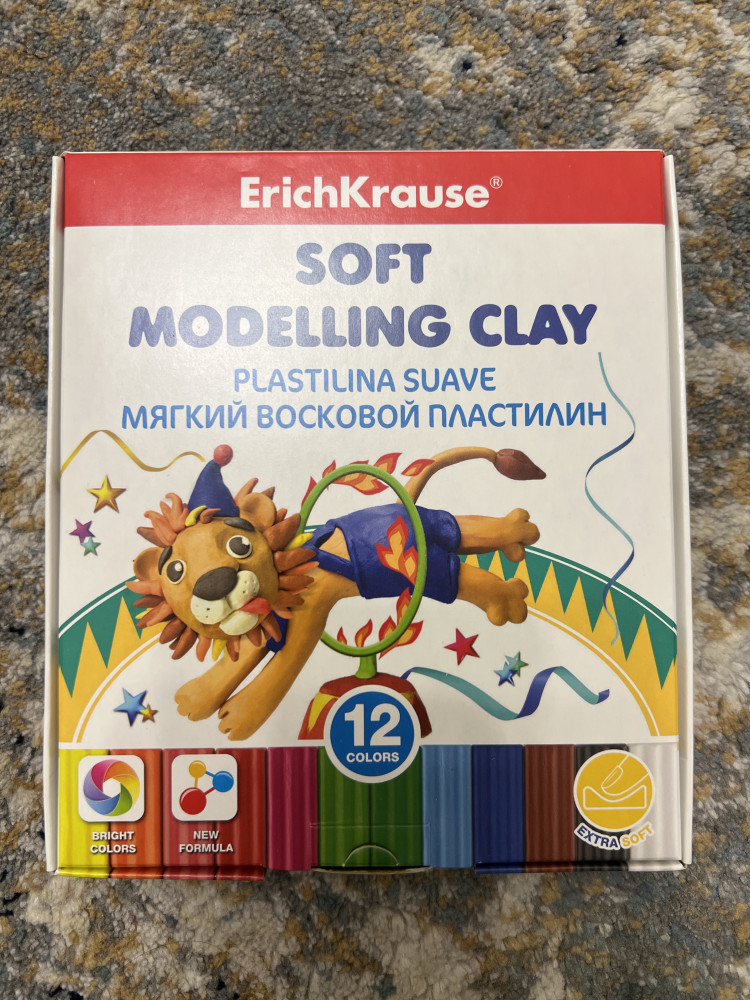 ErichKrause®
SOFT
MODELLING CLAY
PLASTILINA SUAVE
МЯГКИЙ ВОСКОВОЙ ПЛАСТИЛИН
12
COLORS
BRIGHT
COLORS
NEW
FORMULA
EXTRA SOFT